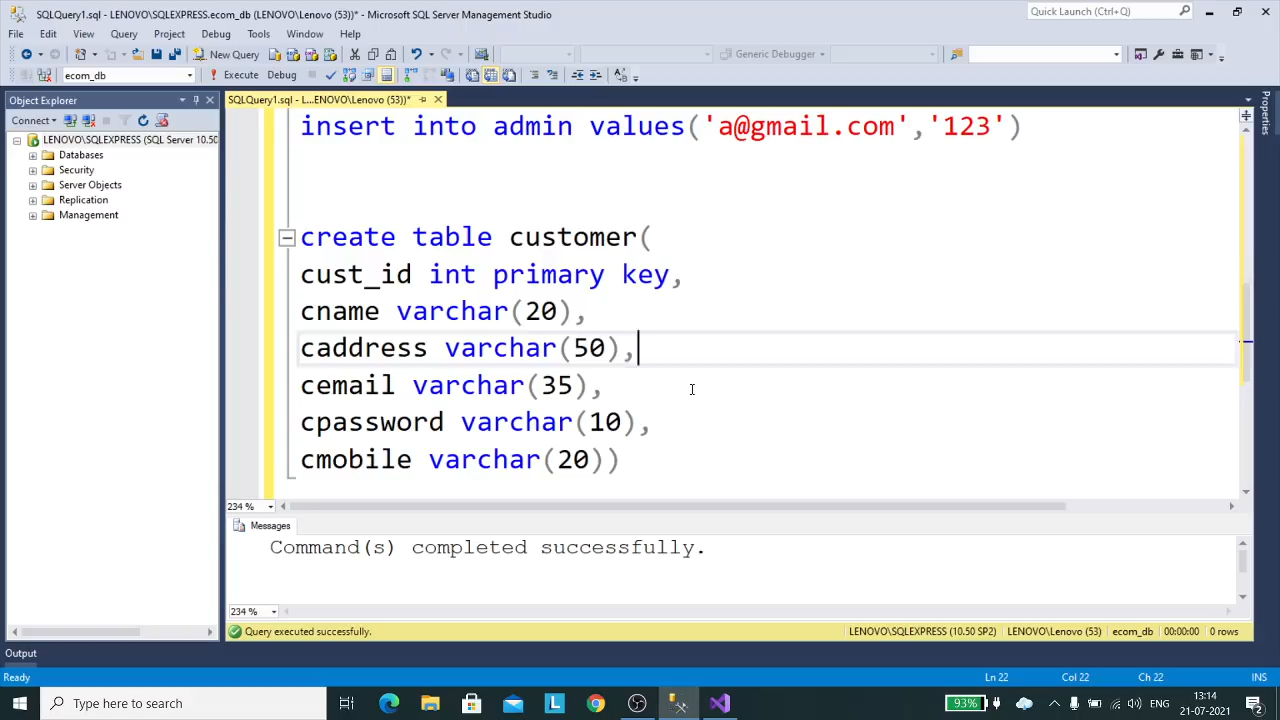 SQLQuery1.sql - LENOVO\SQLEXPRESS.ecom_db (LENOVO\Lenovo (53))* - Microsoft SQL Server Management Studio
Quick Launch (Ctrl+Q)
File Edit View Query Project Debug Tools Window Help
New Query
Generic Debugger
ecom_db
Execute Debug
Object Explorer
SQLQuery1.sql - L...ENOVO\Lenovo (53))*
Properties
Connect
LENOVO\SQLEXPRESS (SQL Server 10.50
Databases
Security
Server Objects
Replication
Management
insert into admin values('a@gmail.com','123')
create table customer(
cust_id int primary key,
cname varchar(20),
caddress varchar(50),
cemail varchar(35),
cpassword varchar(10),
cmobile varchar(20))
234 %
Messages
Command(s) completed successfully.
234 %
Query executed successfully.
LENOVO\SQLEXPRESS (10.50 SP2) LENOVO\Lenovo (53) ecom_db 00:00:00 0 rows
Output
Ready
Ln 22 Col 22 Ch 22 INS
Type here to search
L
93%
ENG
13:14
21-07-2021
2